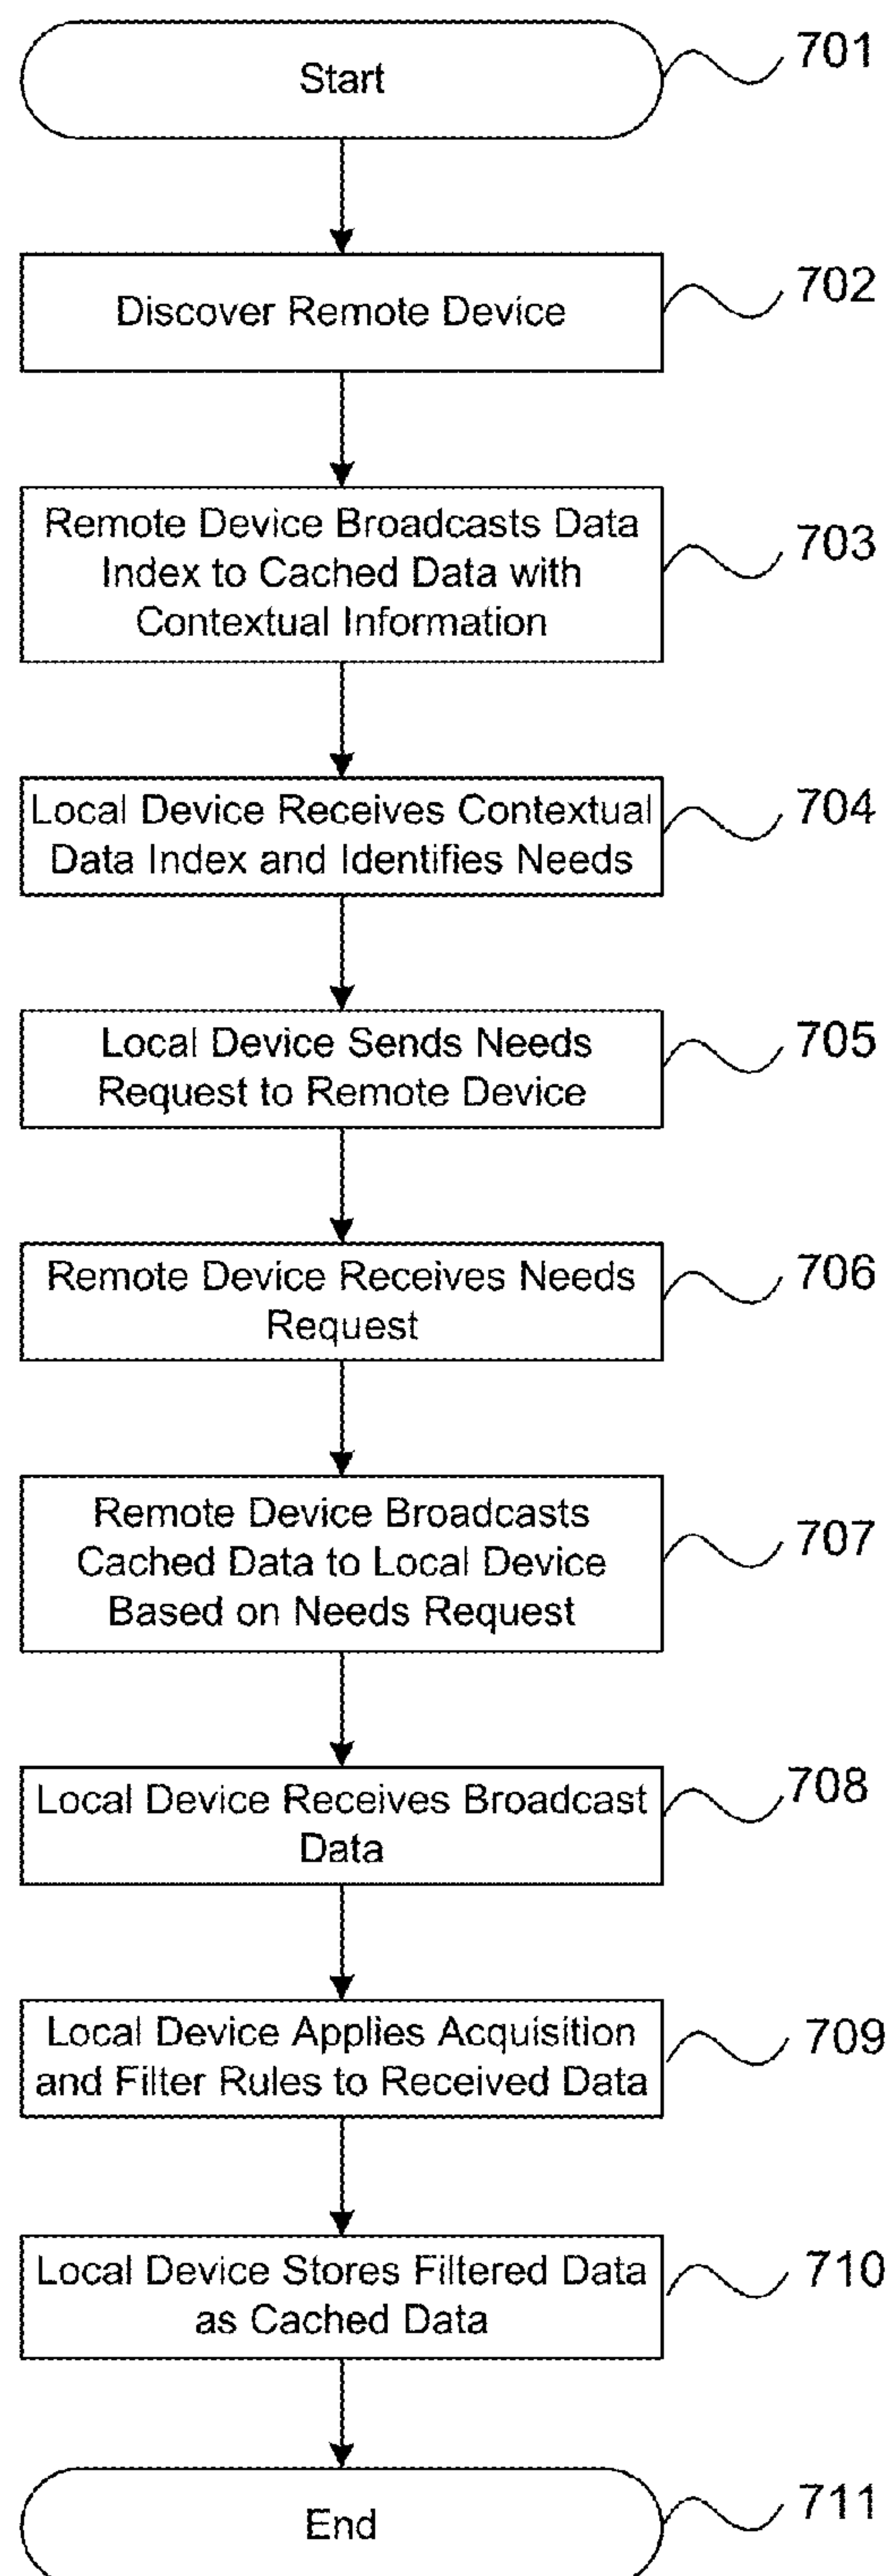 Start
701
Discover Remote Device
702
Remote Device Broadcasts Data
Index to Cached Data with
Contextual Information
703
Local Device Receives Contextual
Data Index and Identifies Needs
704
Local Device Sends Needs
Request to Remote Device
705
Remote Device Receives Needs
Request
706
Remote Device Broadcasts
Cached Data to Local Device
Based on Needs Request
707
Local Device Receives Broadcast
Data
708
Local Device Applies Acquisition
and Filter Rules to Received Data
709
Local Device Stores Filtered Data
as Cached Data
710
End
711